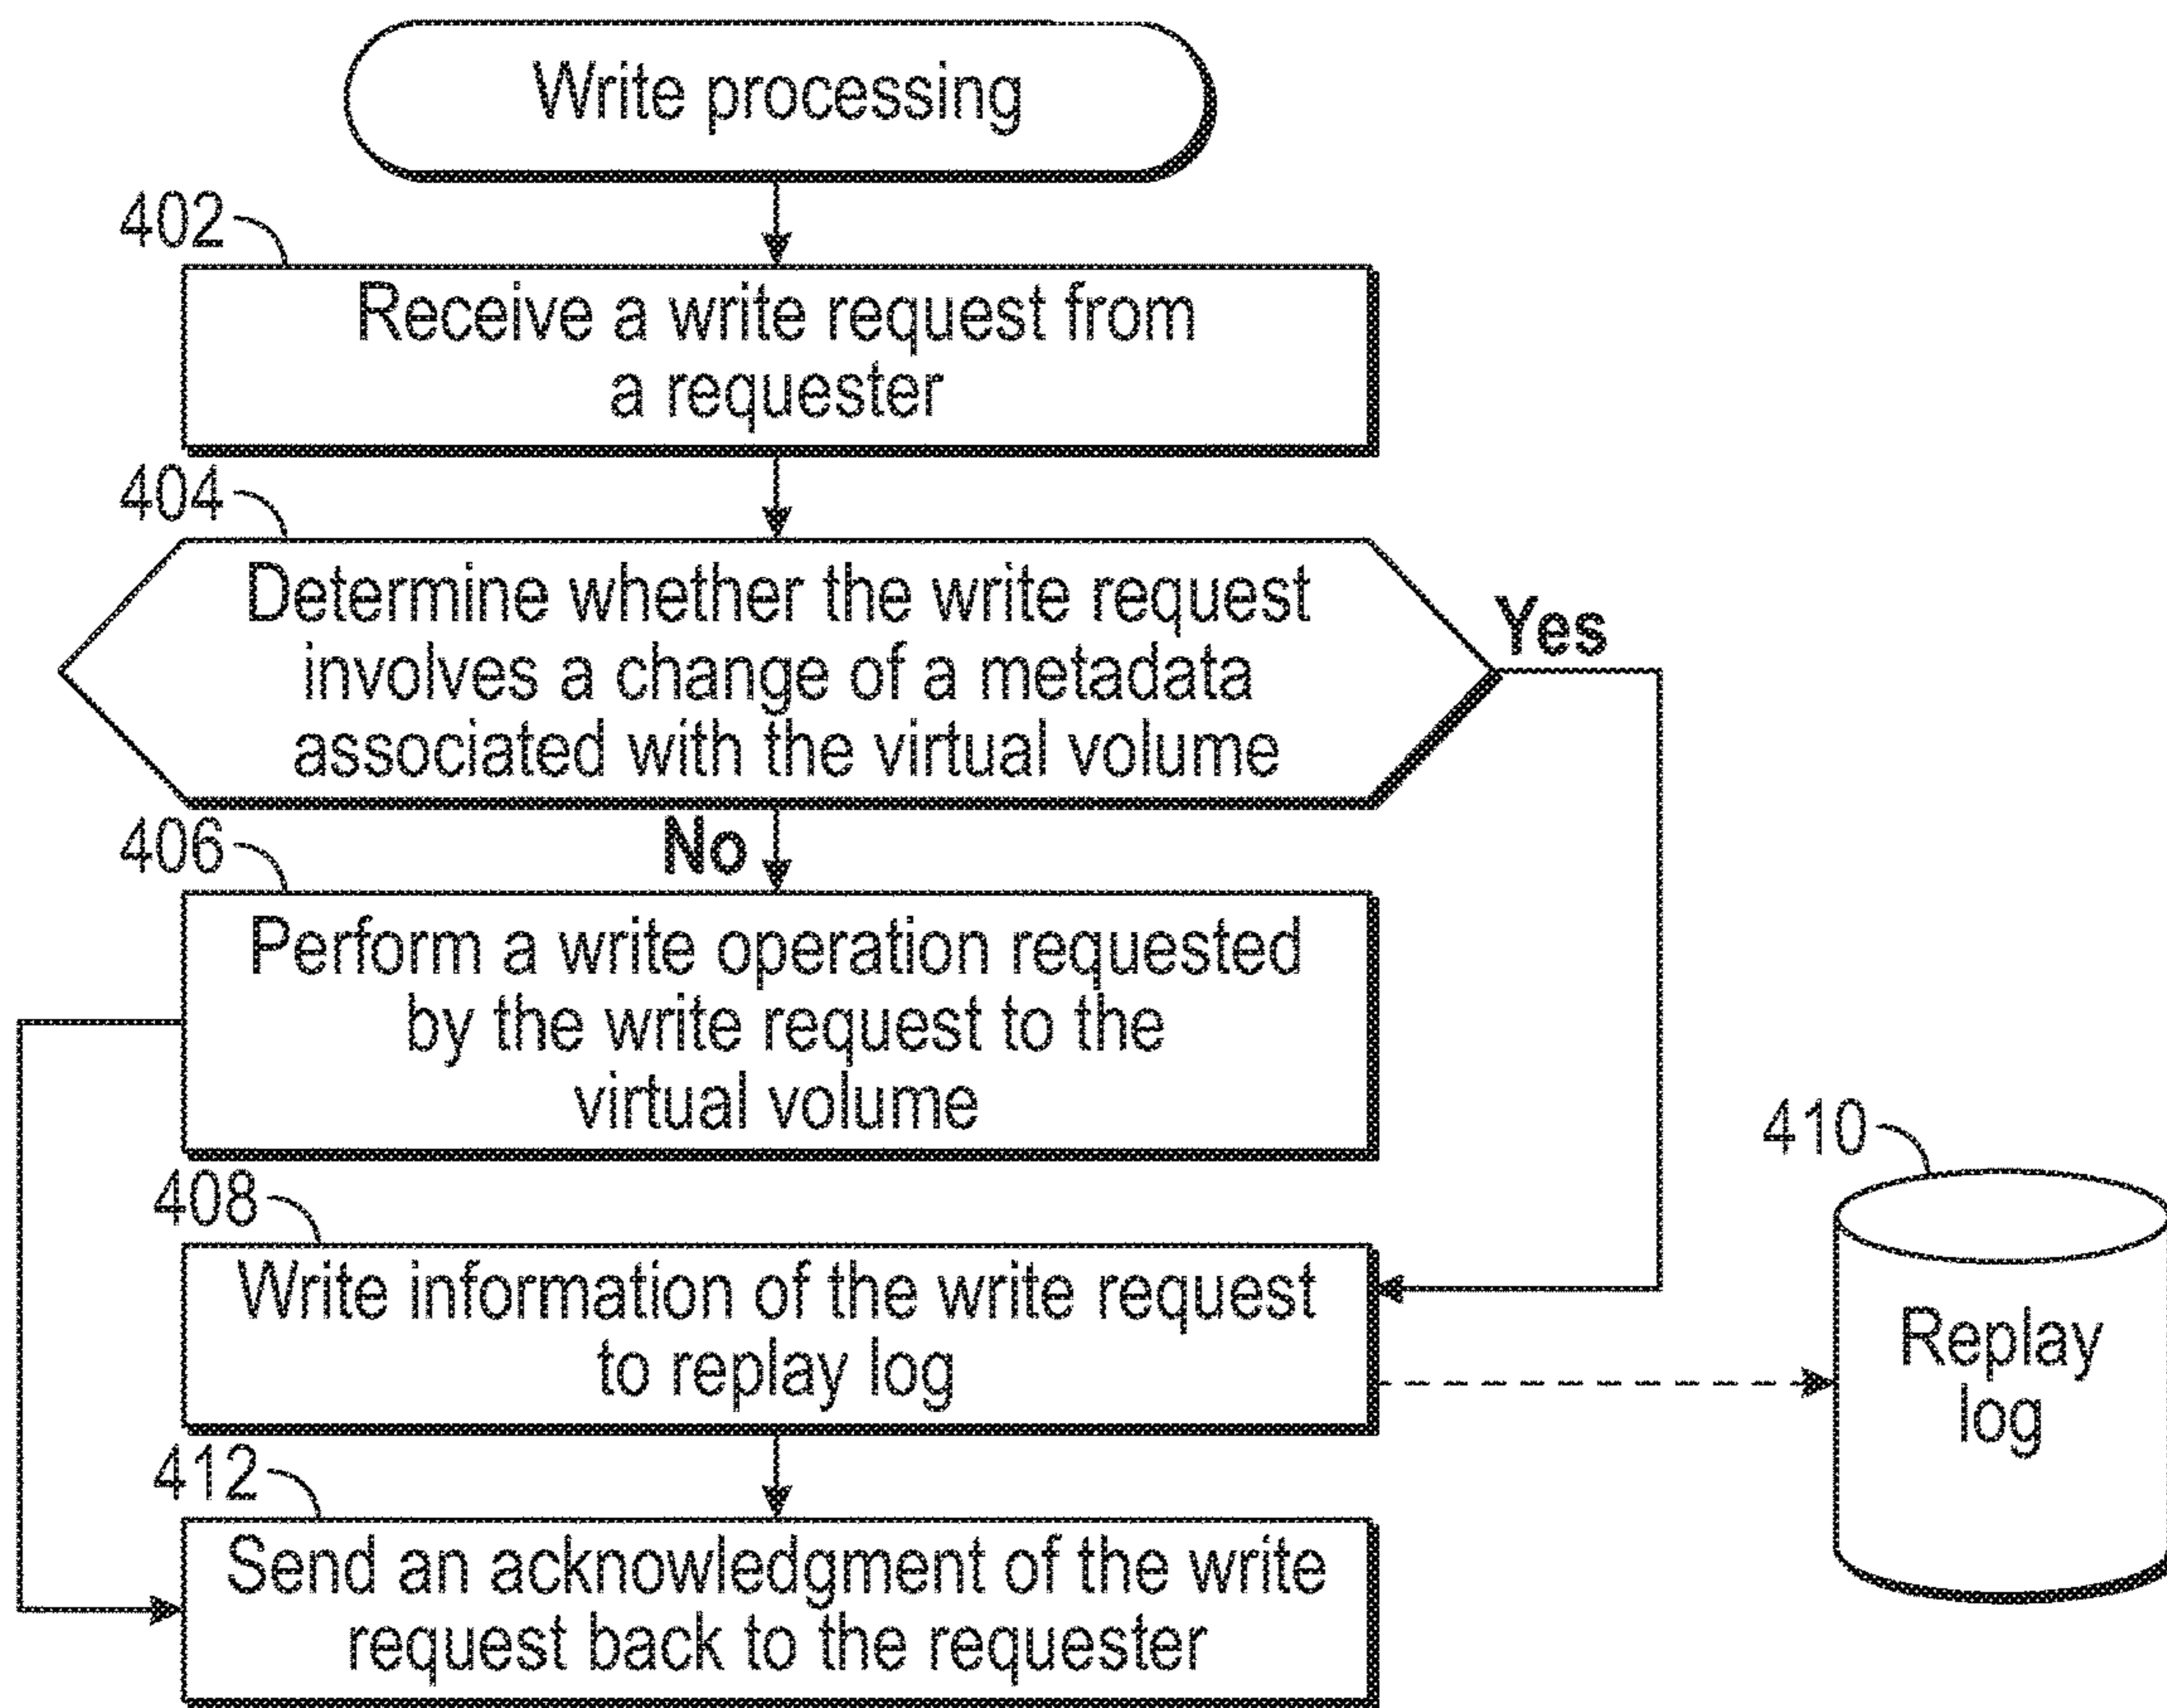 Write processing
402
Receive a write request from
a requester
404
Determine whether the write request
involves a change of a metadata
associated with the virtual volume
Yes
No
406
Perform a write operation requested
by the write request to the
virtual volume
408
Write information of the write request
to replay log
410
Replay
log
412
Send an acknowledgment of the write
request back to the requester